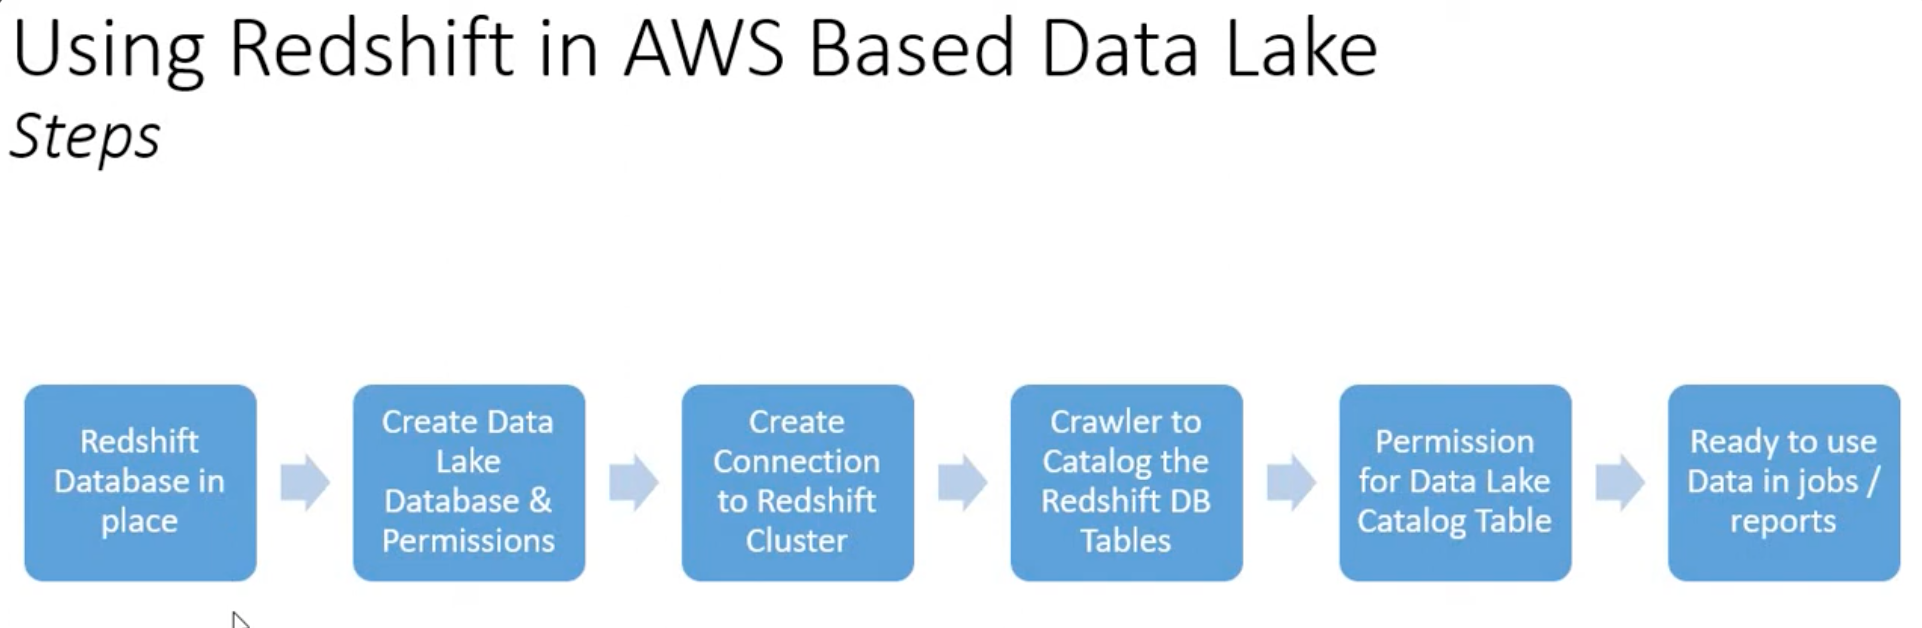 Using Redshift in AWS Based Data Lake
Steps
Redshift
Database in
place
Create Data
Lake
Database &
Permissions
Create
Connection
to Redshift
Cluster
Crawler to
Catalog the
Redshift DB
Tables
Permission
for Data Lake
Catalog Table
Ready to use
Data in jobs /
reports